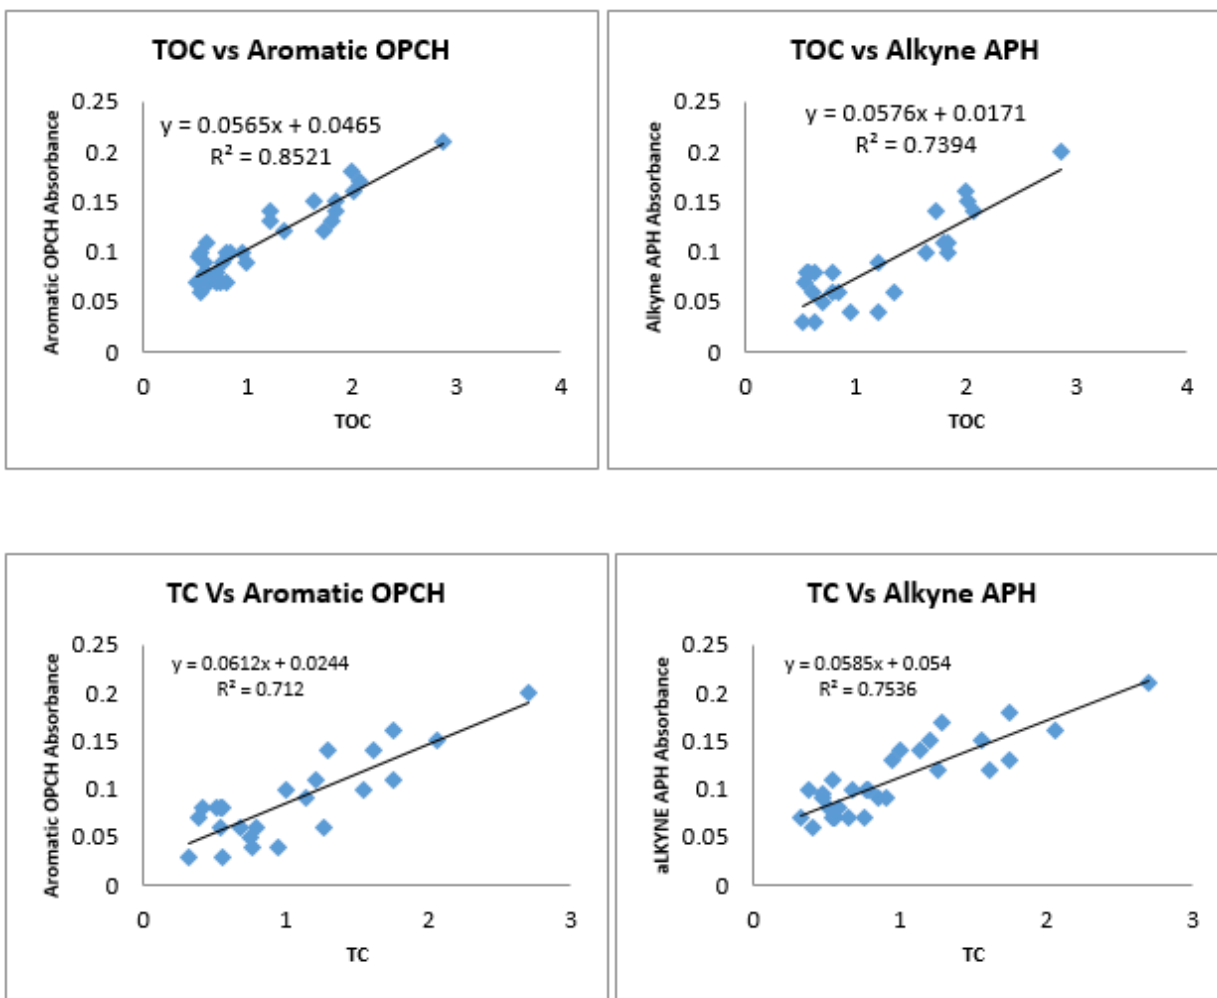 TOC vs Aromatic OPCH
Aromatic OPCH Absorbance
0.25
0.2
0.15
0.1
0.05
0
y = 0.0565x + 0.0465
R² = 0.8521
0 1 2 3 4
TOC
TOC vs Alkyne APH
Alkyne APH Absorbance
0.25
0.2
0.15
0.1
0.05
0
y = 0.0576x + 0.0171
R² = 0.7394
0 1 2 3 4
TOC
TC Vs Aromatic OPCH
Aromatic OPCH Absorbance
0.25
0.2
0.15
0.1
0.05
0
y = 0.0612x + 0.0244
R² = 0.712
0 1 2 3
TC
TC Vs Alkyne APH
aLKYNE APH Absorbance
0.25
0.2
0.15
0.1
0.05
0
y = 0.0585x + 0.054
R² = 0.7536
0 1 2 3
TC